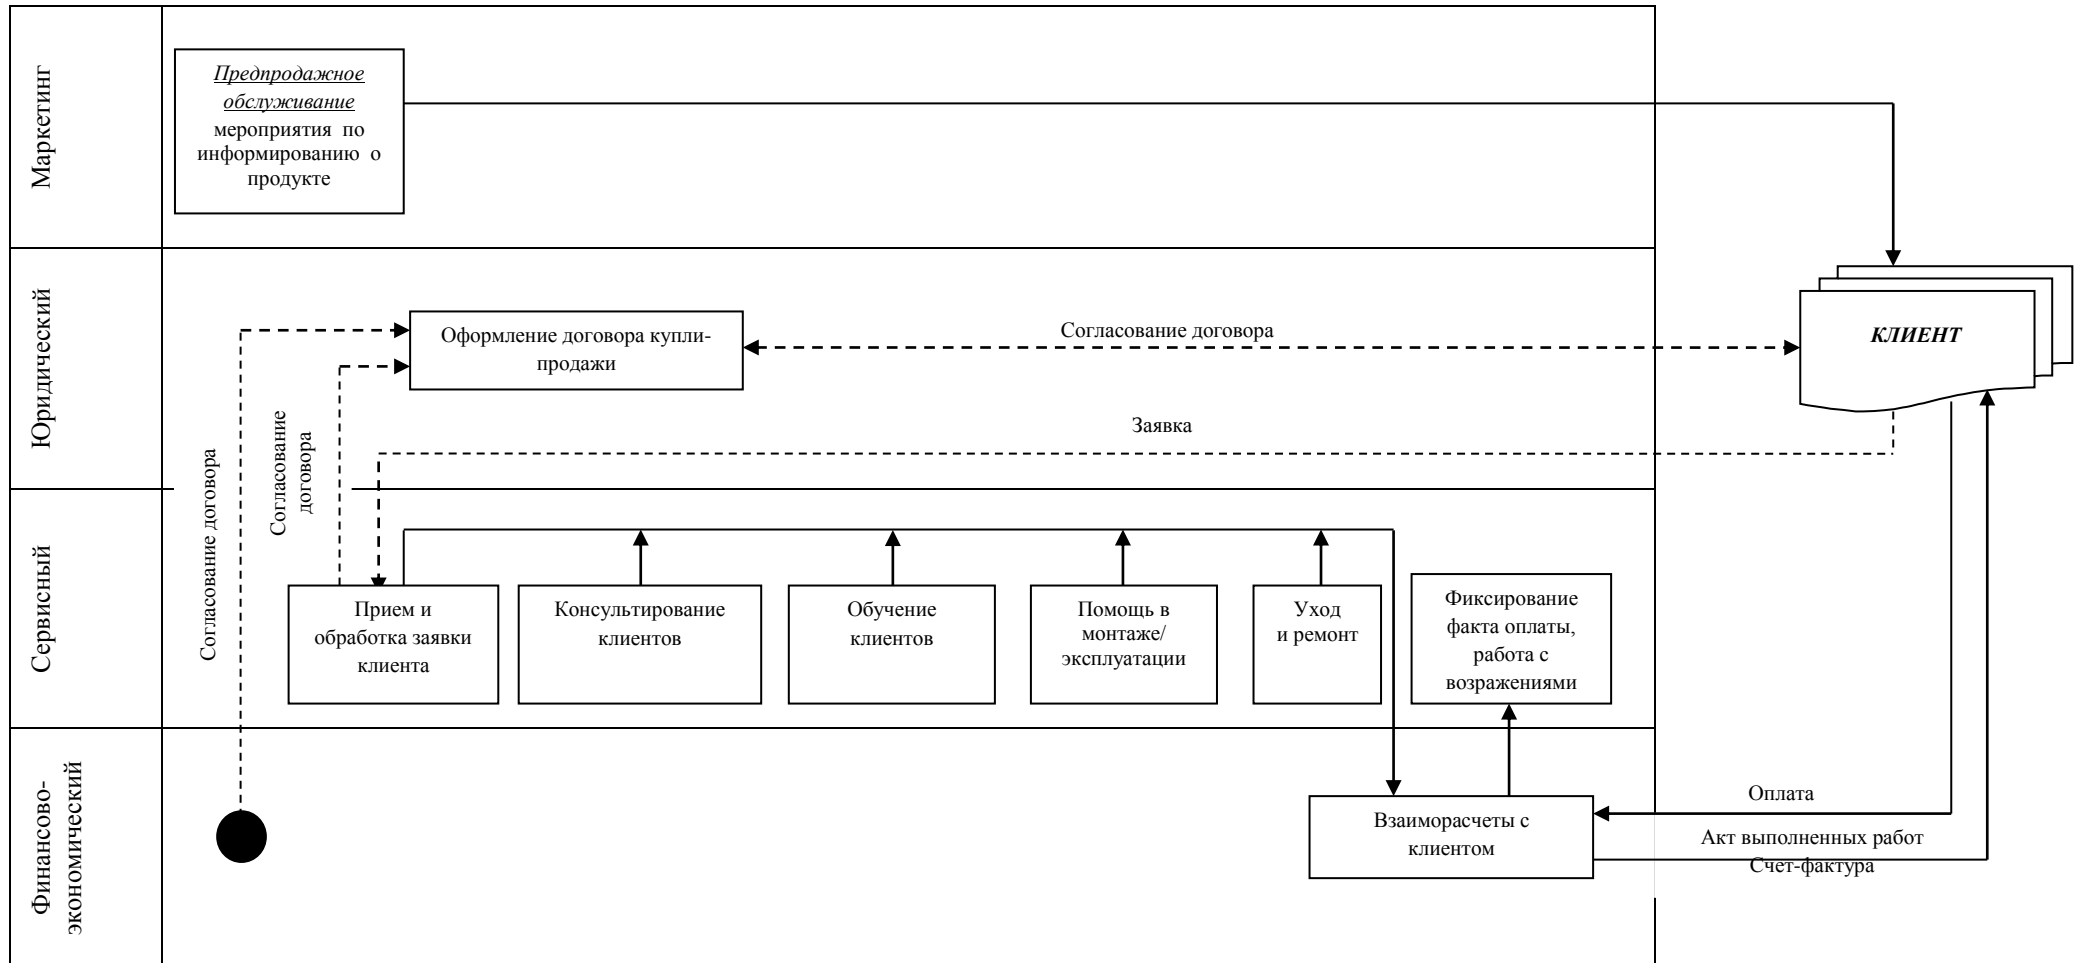 Маркетинг
Предпродажное
обслуживание
мероприятия по
информированию о
продукте
Юридический
Оформление договора купли-
продажи
Согласование договора
КЛИЕНТ
Заявка
Согласование договора
Согласование
договора
Сервисный
Прием и
обработка заявки
клиента
Консультирование
клиентов
Обучение
клиентов
Помощь в
монтаже/
эксплуатации
Уход
и ремонт
Фиксирование
факта оплаты,
работа с
возражениями
Финансово-
экономический
Взаиморасчеты с
клиентом
Оплата
Акт выполненных работ
Счет-фактура